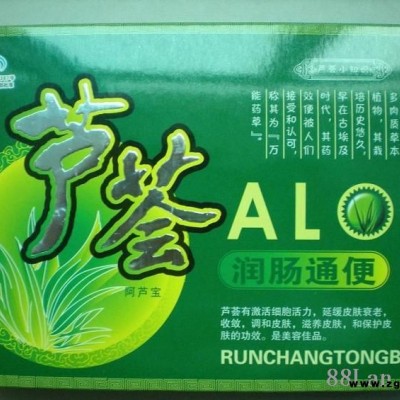 芦荟小知识
多肉质草本
植物，其栽
培历史悠久，
早在古埃及
时代，其药
效便被人们
接受和认可，
称其为『万
能药草』。
芦荟
阿芦宝
ALO
润肠通便
芦荟有激活细胞活力，延缓皮肤衰老，
收敛，调和皮肤，滋养皮肤，和保护皮
肤的功效。是美容佳品。
RUNCHANGTONGB
88Lan
www.zg